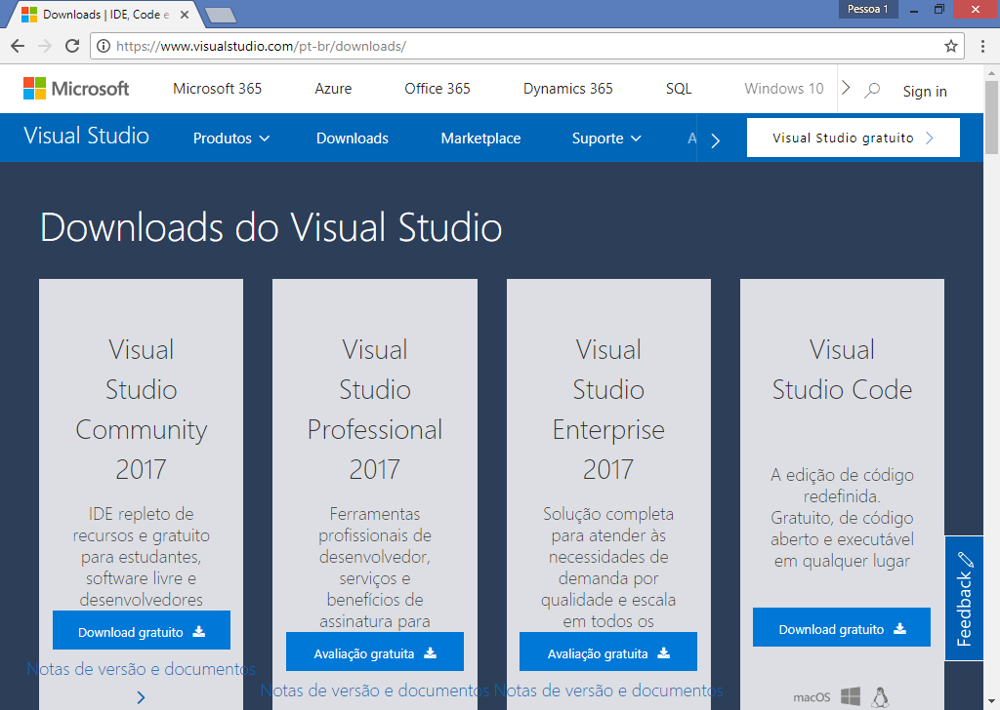 Downloads | IDE, Code e
Pessoa 1
https://www.visualstudio.com/pt-br/downloads/
Microsoft
Microsoft 365
Azure
Office 365
Dynamics 365
SQL
Windows 10
Sign in
Visual Studio
Produtos
Downloads
Marketplace
Suporte
A
Visual Studio gratuito
Downloads do Visual Studio
Visual
Studio
Community
2017
IDE repleto de
recursos e gratuito
para estudantes,
software livre e
desenvolvedores
Download gratuito
Notas de versão e documentos
Visual
Studio
Professional
2017
Ferramentas
profissionais de
desenvolvedor,
serviços e
benefícios de
assinatura para
Avaliação gratuita
Notas de versão e documentos
Visual
Studio
Enterprise
2017
Solução completa
para atender às
necessidades de
demanda por
qualidade e escala
em todos os
Avaliação gratuita
Notas de versão e documentos
Visual
Studio Code
A edição de código
redefinida.
Gratuito, de código
aberto e executável
em qualquer lugar
Download gratuito
macOS
Feedback